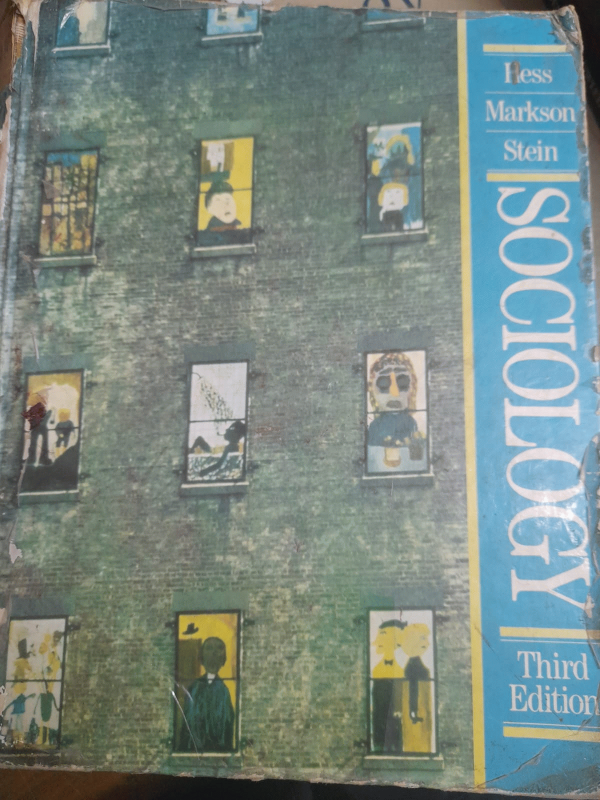 Hess
Markson
Stein
SOCIOLOGY
Third
Edition